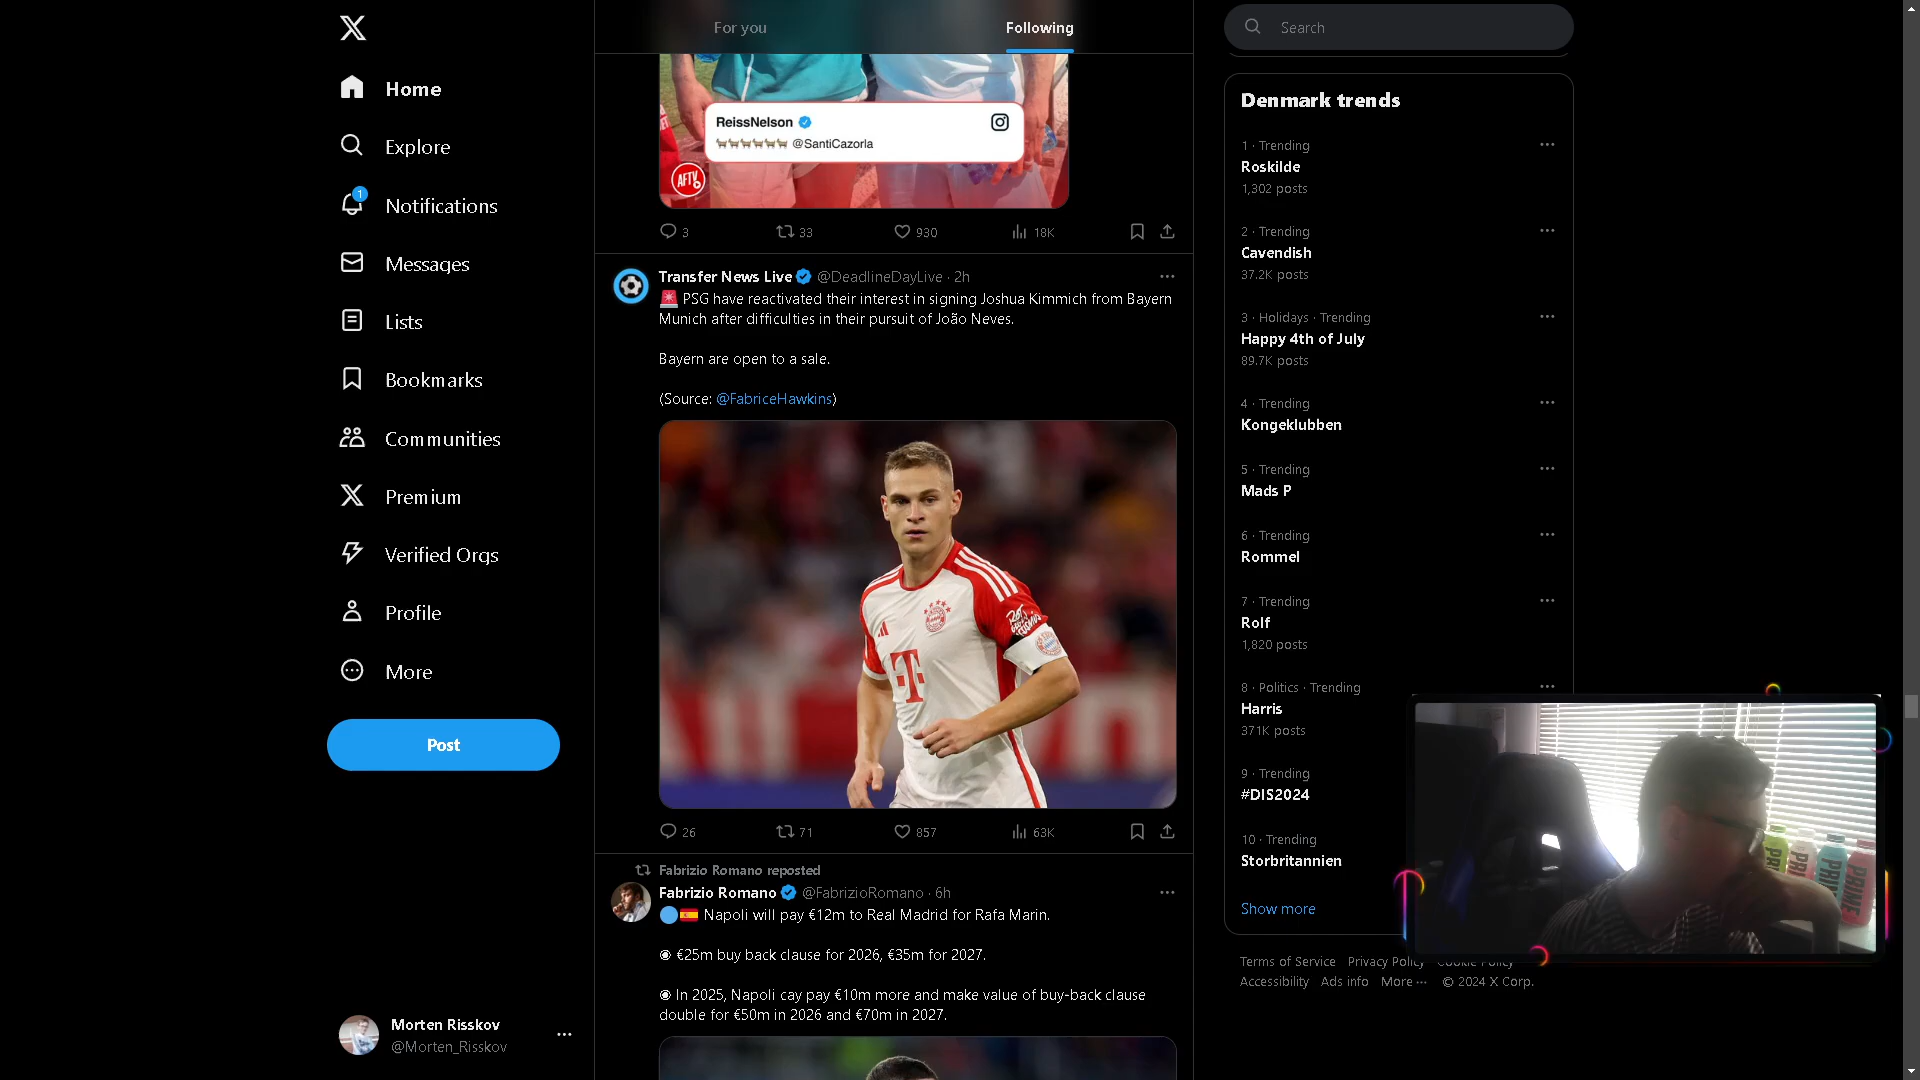 For you
Following
Search
Home
Explore
1
Notifications
Messages
Lists
Bookmarks
Communities
Premium
Verified Orgs
Profile
More
Post
Morten Risskov
@Morten_Risskov
ReissNelson
🐐🐐🐐🐐🐐🐐 @SantiCazorla
AFTV
3
33
930
18K
Transfer News Live @DeadlineDayLive · 2h
🚨 PSG have reactivated their interest in signing Joshua Kimmich from Bayern
Munich after difficulties in their pursuit of João Neves.
Bayern are open to a sale.
(Source: @FabriceHawkins)
T
26
71
857
63K
Fabrizio Romano reposted
Fabrizio Romano @FabrizioRomano · 6h
🔵🇪🇸 Napoli will pay €12m to Real Madrid for Rafa Marin.
◉ €25m buy back clause for 2026, €35m for 2027.
◉ In 2025, Napoli cay pay €10m more and make value of buy-back clause
double for €50m in 2026 and €70m in 2027.
Denmark trends
1 · Trending
Roskilde
1,302 posts
2 · Trending
Cavendish
37.2K posts
3 · Holidays · Trending
Happy 4th of July
89.7K posts
4 · Trending
Kongeklubben
5 · Trending
Mads P
6 · Trending
Rommel
7 · Trending
Rolf
1,820 posts
8 · Politics · Trending
Harris
371K posts
9 · Trending
#DIS2024
10 · Trending
Storbritannien
Show more
Terms of Service Privacy Policy Cookie Policy
Accessibility Ads info More ··· © 2024 X Corp.
PRIME
PRIME